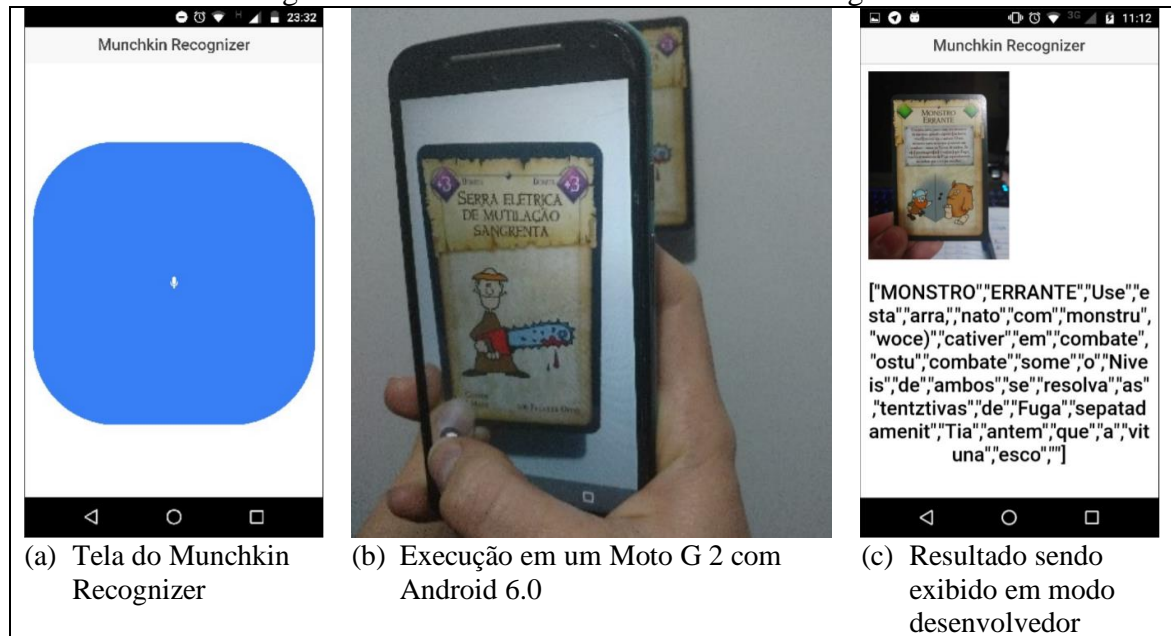 23:32
Munchkin Recognizer
+3
Bônus
Bônus
+3
SERRA ELÉTRICA
DE MUTILAÇÃO
SANGRENTA
3G
11:12
Munchkin Recognizer
MONSTRO
ERRANTE
["MONSTRO","ERRANTE","Use","e
sta","arra,","nato","com","monstru",
"woce)","cativer","em","combate",
"ostu","combate","some","o","Nive
is","de","ambos","se","resolva","as"
,"tentztivas","de","Fuga","sepatad
amenit","Tia","antem","que","a","vit
una","esco",""]
(a) Tela do Munchkin
Recognizer
(b) Execução em um Moto G 2 com
Android 6.0
(c) Resultado sendo
exibido em modo
desenvolvedor